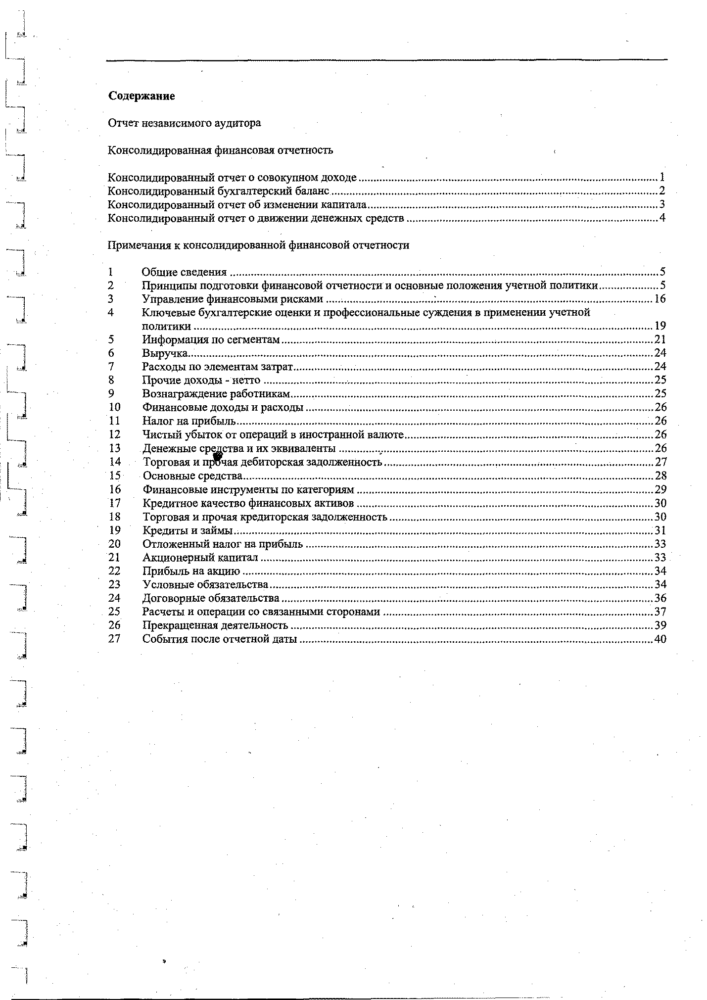 Содержание
Отчет независимого аудитора
Консолидированная финансовая отчетность
Консолидированный отчет о совокупном доходе 1
Консолидированный бухгалтерский баланс 2
Консолидированный отчет об изменении капитала 3
Консолидированный отчет о движении денежных средств 4
Примечания к консолидированной финансовой отчетности
1 Общие сведения 5
2 Принципы подготовки финансовой отчетности и основные положения учетной политики 5
3 Управление финансовыми рисками 16
4 Ключевые бухгалтерские оценки и профессиональные суждения в применении учетной
политики 19
5 Информация по сегментам 21
6 Выручка 24
7 Расходы по элементам затрат 24
8 Прочие доходы - нетто 25
9 Вознаграждение работникам 25
10 Финансовые доходы и расходы 26
11 Налог на прибыль 26
12 Чистый убыток от операций в иностранной валюте 26
13 Денежные средства и их эквиваленты 26
14 Торговая и прочая дебиторская задолженность 27
15 Основные средства 28
16 Финансовые инструменты по категориям 29
17 Кредитное качество финансовых активов 30
18 Торговая и прочая кредиторская задолженность 30
19 Кредиты и займы 31
20 Отложенный налог на прибыль 33
21 Акционерный капитал 33
22 Прибыль на акцию 34
23 Условные обязательства 34
24 Договорные обязательства 36
25 Расчеты и операции со связанными сторонами 37
26 Прекращенная деятельность 39
27 События после отчетной даты 40